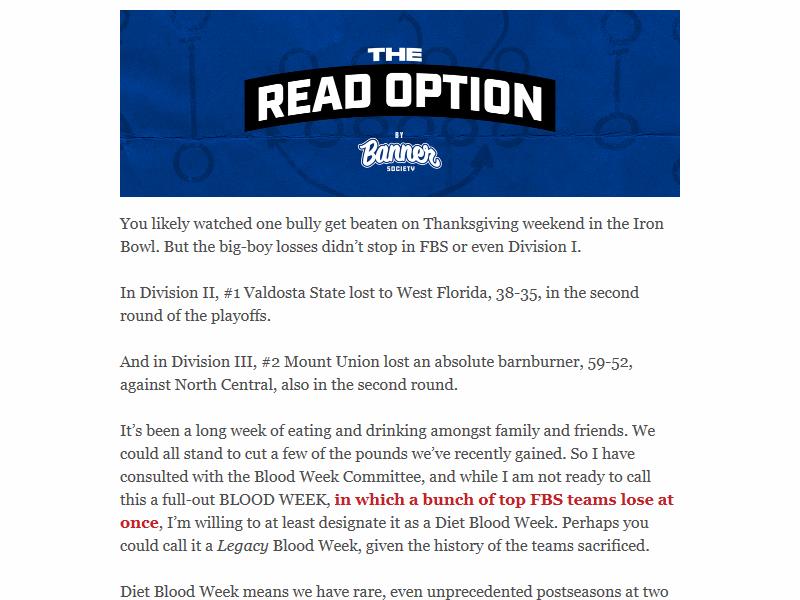 THE
READ OPTION
BY
Banner
SOCIETY
You likely watched one bully get beaten on Thanksgiving weekend in the Iron
Bowl. But the big-boy losses didn’t stop in FBS or even Division I.
In Division II, #1 Valdosta State lost to West Florida, 38-35, in the second
round of the playoffs.
And in Division III, #2 Mount Union lost an absolute barnburner, 59-52,
against North Central, also in the second round.
It’s been a long week of eating and drinking amongst family and friends. We
could all stand to cut a few of the pounds we’ve recently gained. So I have
consulted with the Blood Week Committee, and while I am not ready to call
this a full-out BLOOD WEEK, in which a bunch of top FBS teams lose at
once, I’m willing to at least designate it as a Diet Blood Week. Perhaps you
could call it a Legacy Blood Week, given the history of the teams sacrificed.
Diet Blood Week means we have rare, even unprecedented postseasons at two